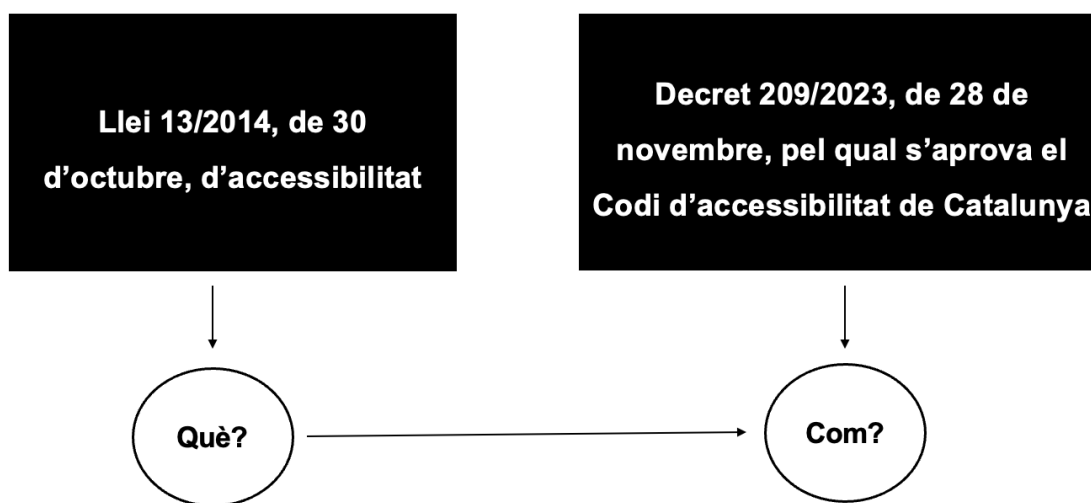 Llei 13/2014, de 30
d’octubre, d’accessibilitat
Decret 209/2023, de 28 de
novembre, pel qual s’aprova el
Codi d’accessibilitat de Catalunya
Què?
Com?